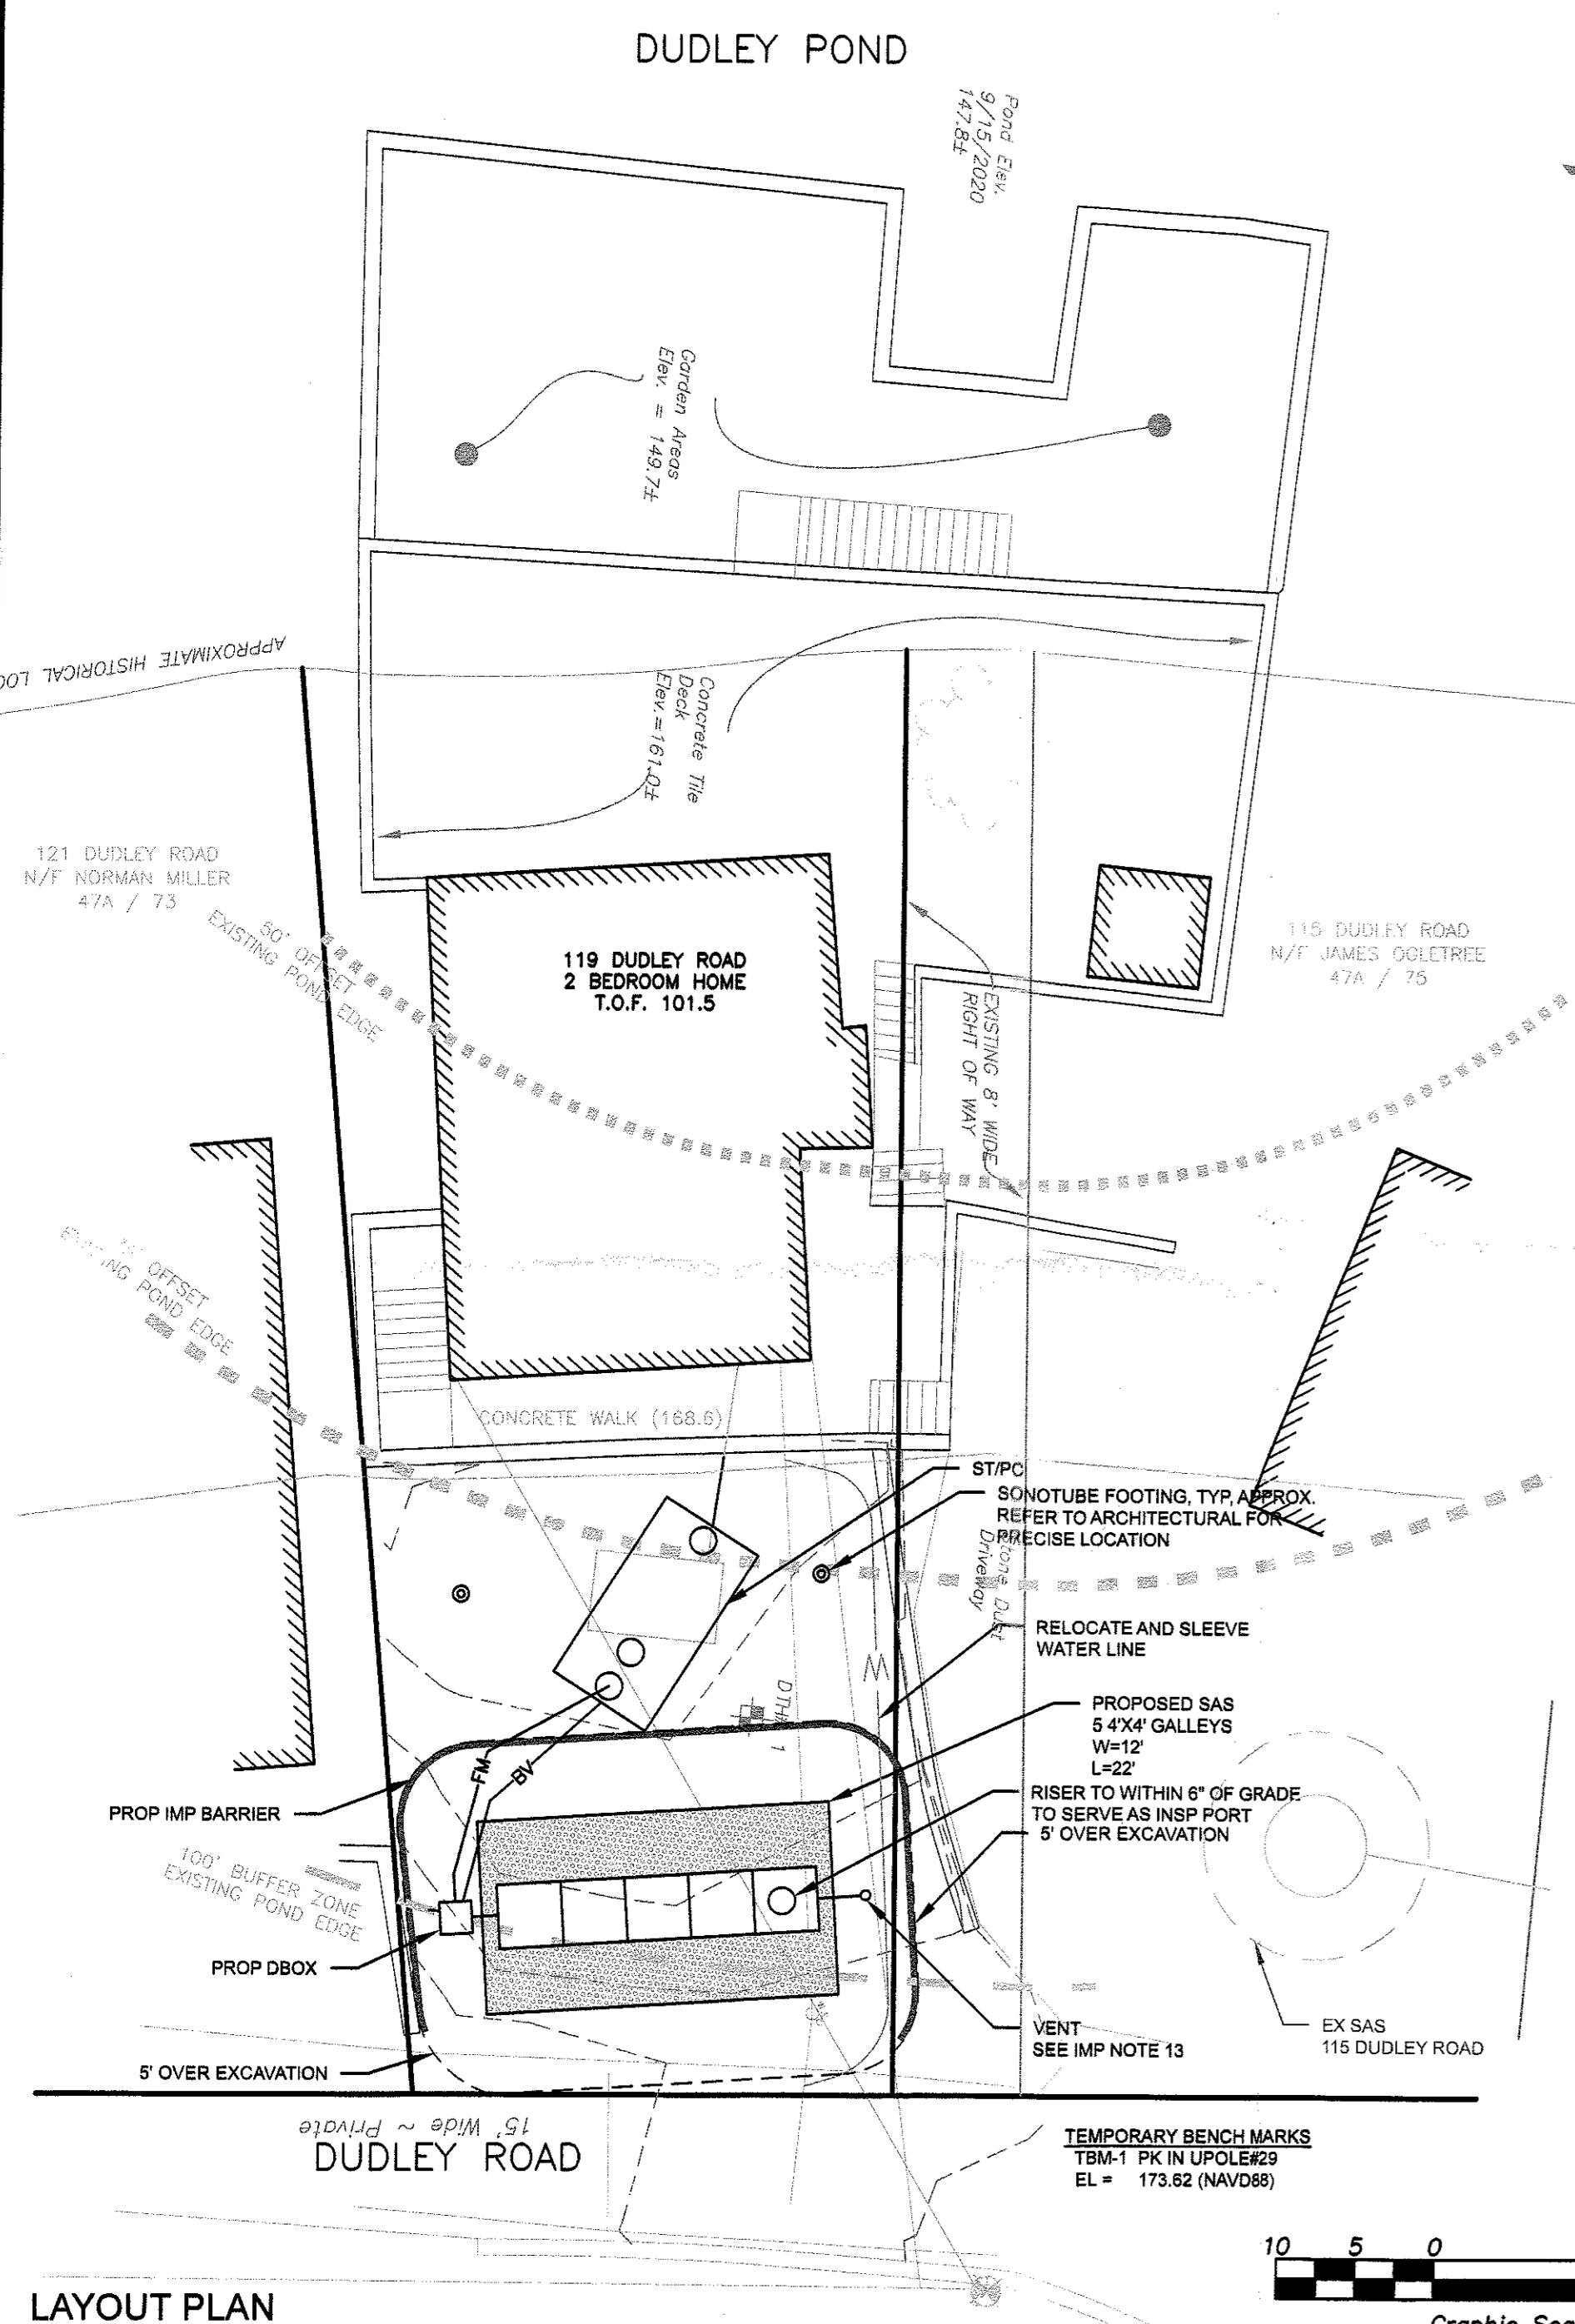 DUDLEY POND
Pond Elev.
9/15/2020
147.8±
Garden Areas
Elev. = 149.7±
APPROXIMATE HISTORICAL
Concrete Tile
Deck
Elev.=161.0±
121 DUDLEY ROAD
N/F NORMAN MILLER
47A / 73
50' OFFSET
EXISTING POND EDGE
119 DUDLEY ROAD
2 BEDROOM HOME
T.O.F. 101.5
115 DUDLEY ROAD
N/F JAMES OGLETREE
47A / 75
EXISTING 8' WIDE
RIGHT OF WAY
OFFSET
POND EDGE
CONCRETE WALK (168.6)
ST/PC
SONOTUBE FOOTING, TYP, APPROX.
REFER TO ARCHITECTURAL FOR
PRECISE LOCATION
Stone Dust
Driveway
RELOCATE AND SLEEVE
WATER LINE
W
DTH 1
PROPOSED SAS
5 4'X4' GALLEYS
W=12'
L=22'
FM
BV
RISER TO WITHIN 6" OF GRADE
TO SERVE AS INSP PORT
5' OVER EXCAVATION
PROP IMP BARRIER
100' BUFFER ZONE
EXISTING POND EDGE
PROP DBOX
VENT
SEE IMP NOTE 13
EX SAS
115 DUDLEY ROAD
5' OVER EXCAVATION
15' Wide ~ Private
DUDLEY ROAD
TEMPORARY BENCH MARKS
TBM-1 PK IN UPOLE#29
EL = 173.62 (NAVD88)
10 5 0
LAYOUT PLAN
Graphic